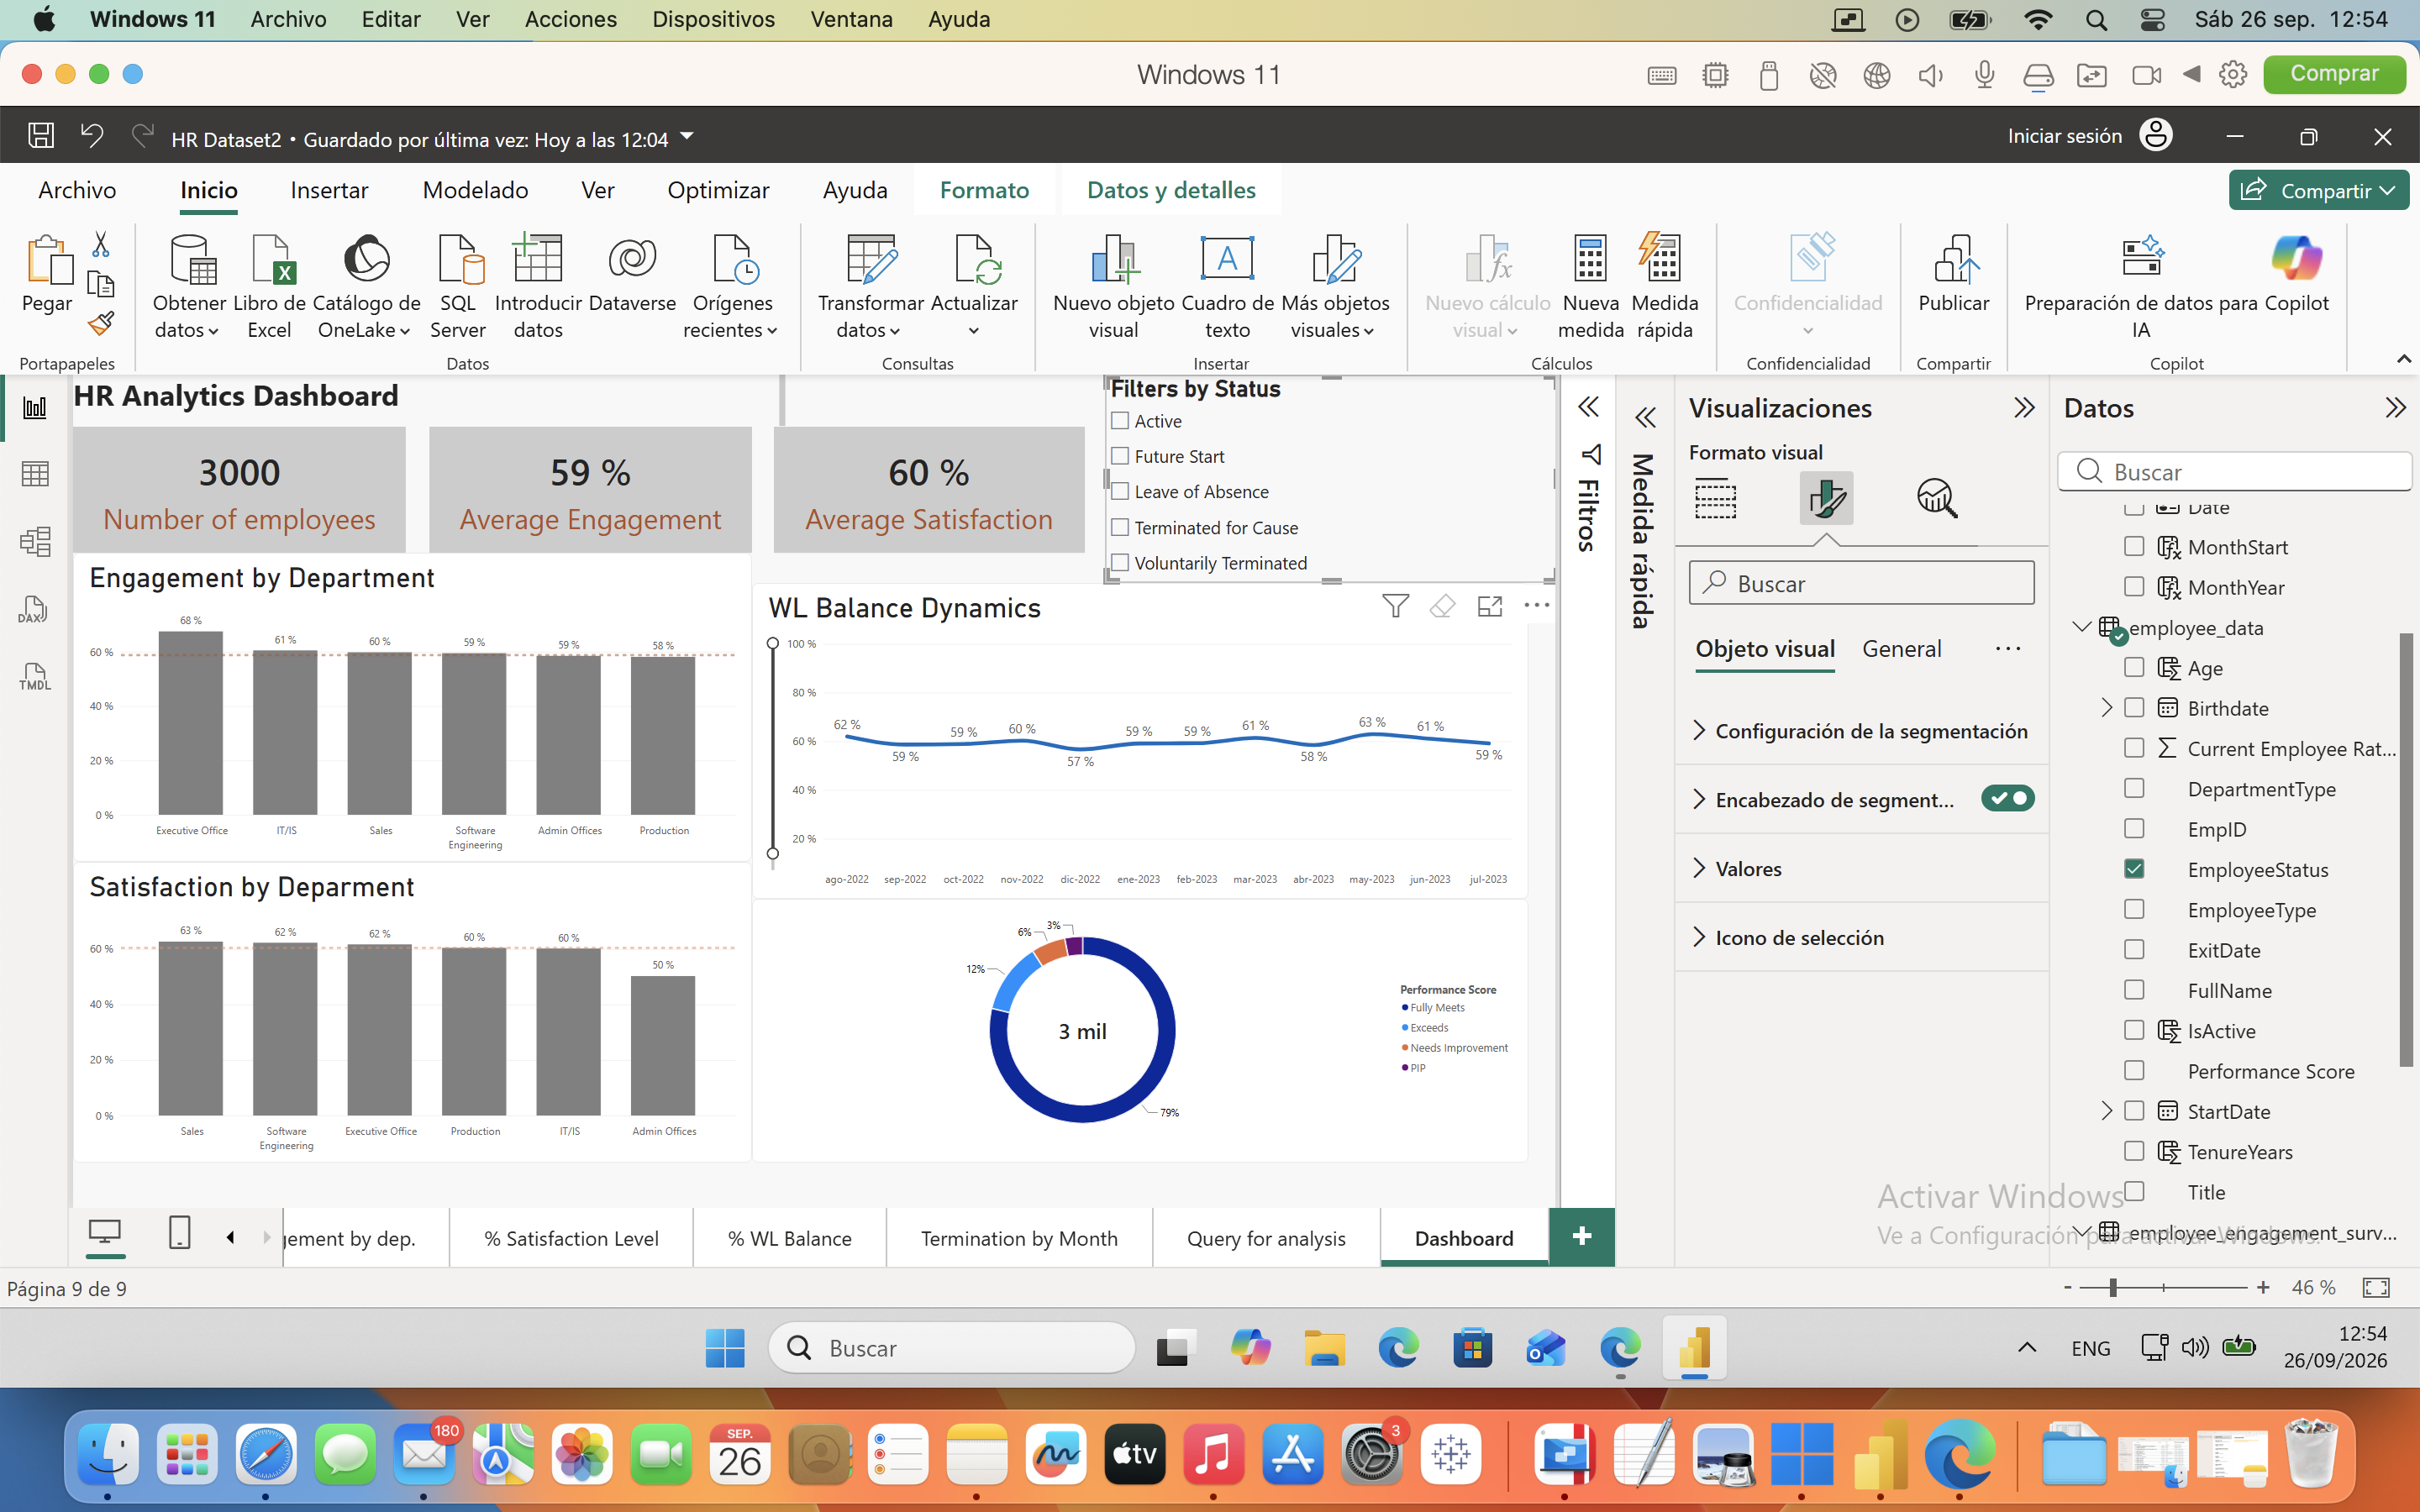 Windows 11 Archivo Editar Ver Acciones Dispositivos Ventana Ayuda Sáb 26 sep. 12:54
Windows 11 Comprar
HR Dataset2 • Guardado por última vez: Hoy a las 12:04 Iniciar sesión
Archivo Inicio Insertar Modelado Ver Optimizar Ayuda Formato Datos y detalles Compartir
Pegar
Obtener datos
Libro de Excel
Catálogo de OneLake
SQL Server
Introducir datos
Dataverse
Orígenes recientes
Transformar datos
Actualizar
Nuevo objeto visual
Cuadro de texto
Más objetos visuales
Nuevo cálculo visual
Nueva medida
Medida rápida
Confidencialidad
Publicar
Preparación de datos para IA
Copilot
Portapapeles Datos Consultas Insertar Cálculos Confidencialidad Compartir Copilot
DAX
TMDL
HR Analytics Dashboard
3000
Number of employees
59 %
Average Engagement
60 %
Average Satisfaction
Filters by Status
Active
Future Start
Leave of Absence
Terminated for Cause
Voluntarily Terminated
Engagement by Department
68 % 61 % 60 % 59 % 59 % 58 %
60 %
40 %
20 %
0 %
Executive Office IT/IS Sales Software Engineering Admin Offices Production
WL Balance Dynamics
100 %
80 %
60 %
40 %
20 %
62 % 59 % 59 % 60 % 57 % 59 % 59 % 61 % 58 % 63 % 61 % 59 %
ago-2022 sep-2022 oct-2022 nov-2022 dic-2022 ene-2023 feb-2023 mar-2023 abr-2023 may-2023 jun-2023 jul-2023
Satisfaction by Deparment
63 % 62 % 62 % 60 % 60 % 50 %
60 %
40 %
20 %
0 %
Sales Software Engineering Executive Office Production IT/IS Admin Offices
3%
6%
12%
3 mil
79%
Performance Score
Fully Meets
Exceeds
Needs Improvement
PIP
Filtros
Medida rápida
Visualizaciones
Formato visual
Buscar
Objeto visual General
Configuración de la segmentación
Encabezado de segment...
Valores
Icono de selección
Datos
Buscar
Date
MonthStart
MonthYear
employee_data
Age
Birthdate
Current Employee Rat...
DepartmentType
EmpID
EmployeeStatus
EmployeeType
ExitDate
FullName
IsActive
Performance Score
StartDate
TenureYears
Title
employee_engagement_surv...
Activar Windows
Ve a Configuración para activar Windows.
jement by dep. % Satisfaction Level % WL Balance Termination by Month Query for analysis Dashboard
Página 9 de 9 46 %
Buscar ENG 12:54
26/09/2026
180
SEP.
26
tv
3